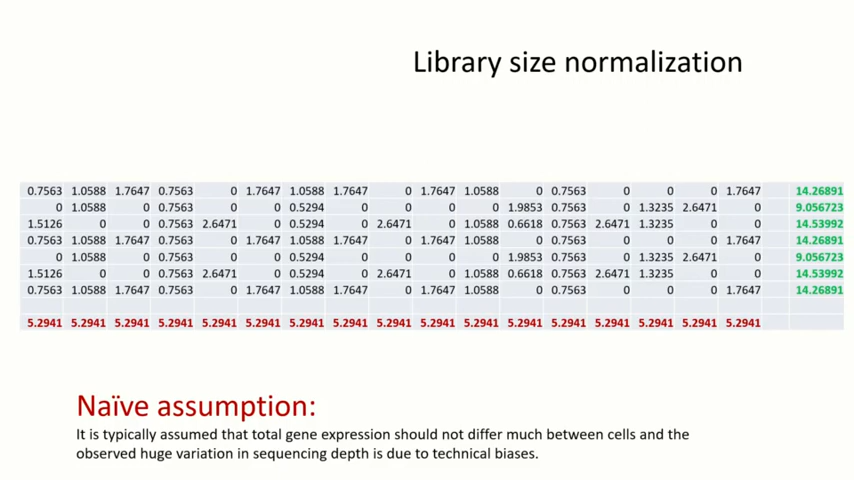 Library size normalization
0.7563 1.0588 1.7647 0.7563 0 1.7647 1.0588 1.7647 0 1.7647 1.0588 0 0.7563 0 0 0 1.7647 14.26891
0 1.0588 0 0.7563 0 0 0.5294 0 0 0 0 1.9853 0.7563 0 1.3235 2.6471 0 9.056723
1.5126 0 0 0.7563 2.6471 0 0.5294 0 2.6471 0 1.0588 0.6618 0.7563 2.6471 1.3235 0 0 14.53992
0.7563 1.0588 1.7647 0.7563 0 1.7647 1.0588 1.7647 0 1.7647 1.0588 0 0.7563 0 0 0 1.7647 14.26891
0 1.0588 0 0.7563 0 0 0.5294 0 0 0 0 1.9853 0.7563 0 1.3235 2.6471 0 9.056723
1.5126 0 0 0.7563 2.6471 0 0.5294 0 2.6471 0 1.0588 0.6618 0.7563 2.6471 1.3235 0 0 14.53992
0.7563 1.0588 1.7647 0.7563 0 1.7647 1.0588 1.7647 0 1.7647 1.0588 0 0.7563 0 0 0 1.7647 14.26891
5.2941 5.2941 5.2941 5.2941 5.2941 5.2941 5.2941 5.2941 5.2941 5.2941 5.2941 5.2941 5.2941 5.2941 5.2941 5.2941 5.2941
Naïve assumption:
It is typically assumed that total gene expression should not differ much between cells and the
observed huge variation in sequencing depth is due to technical biases.